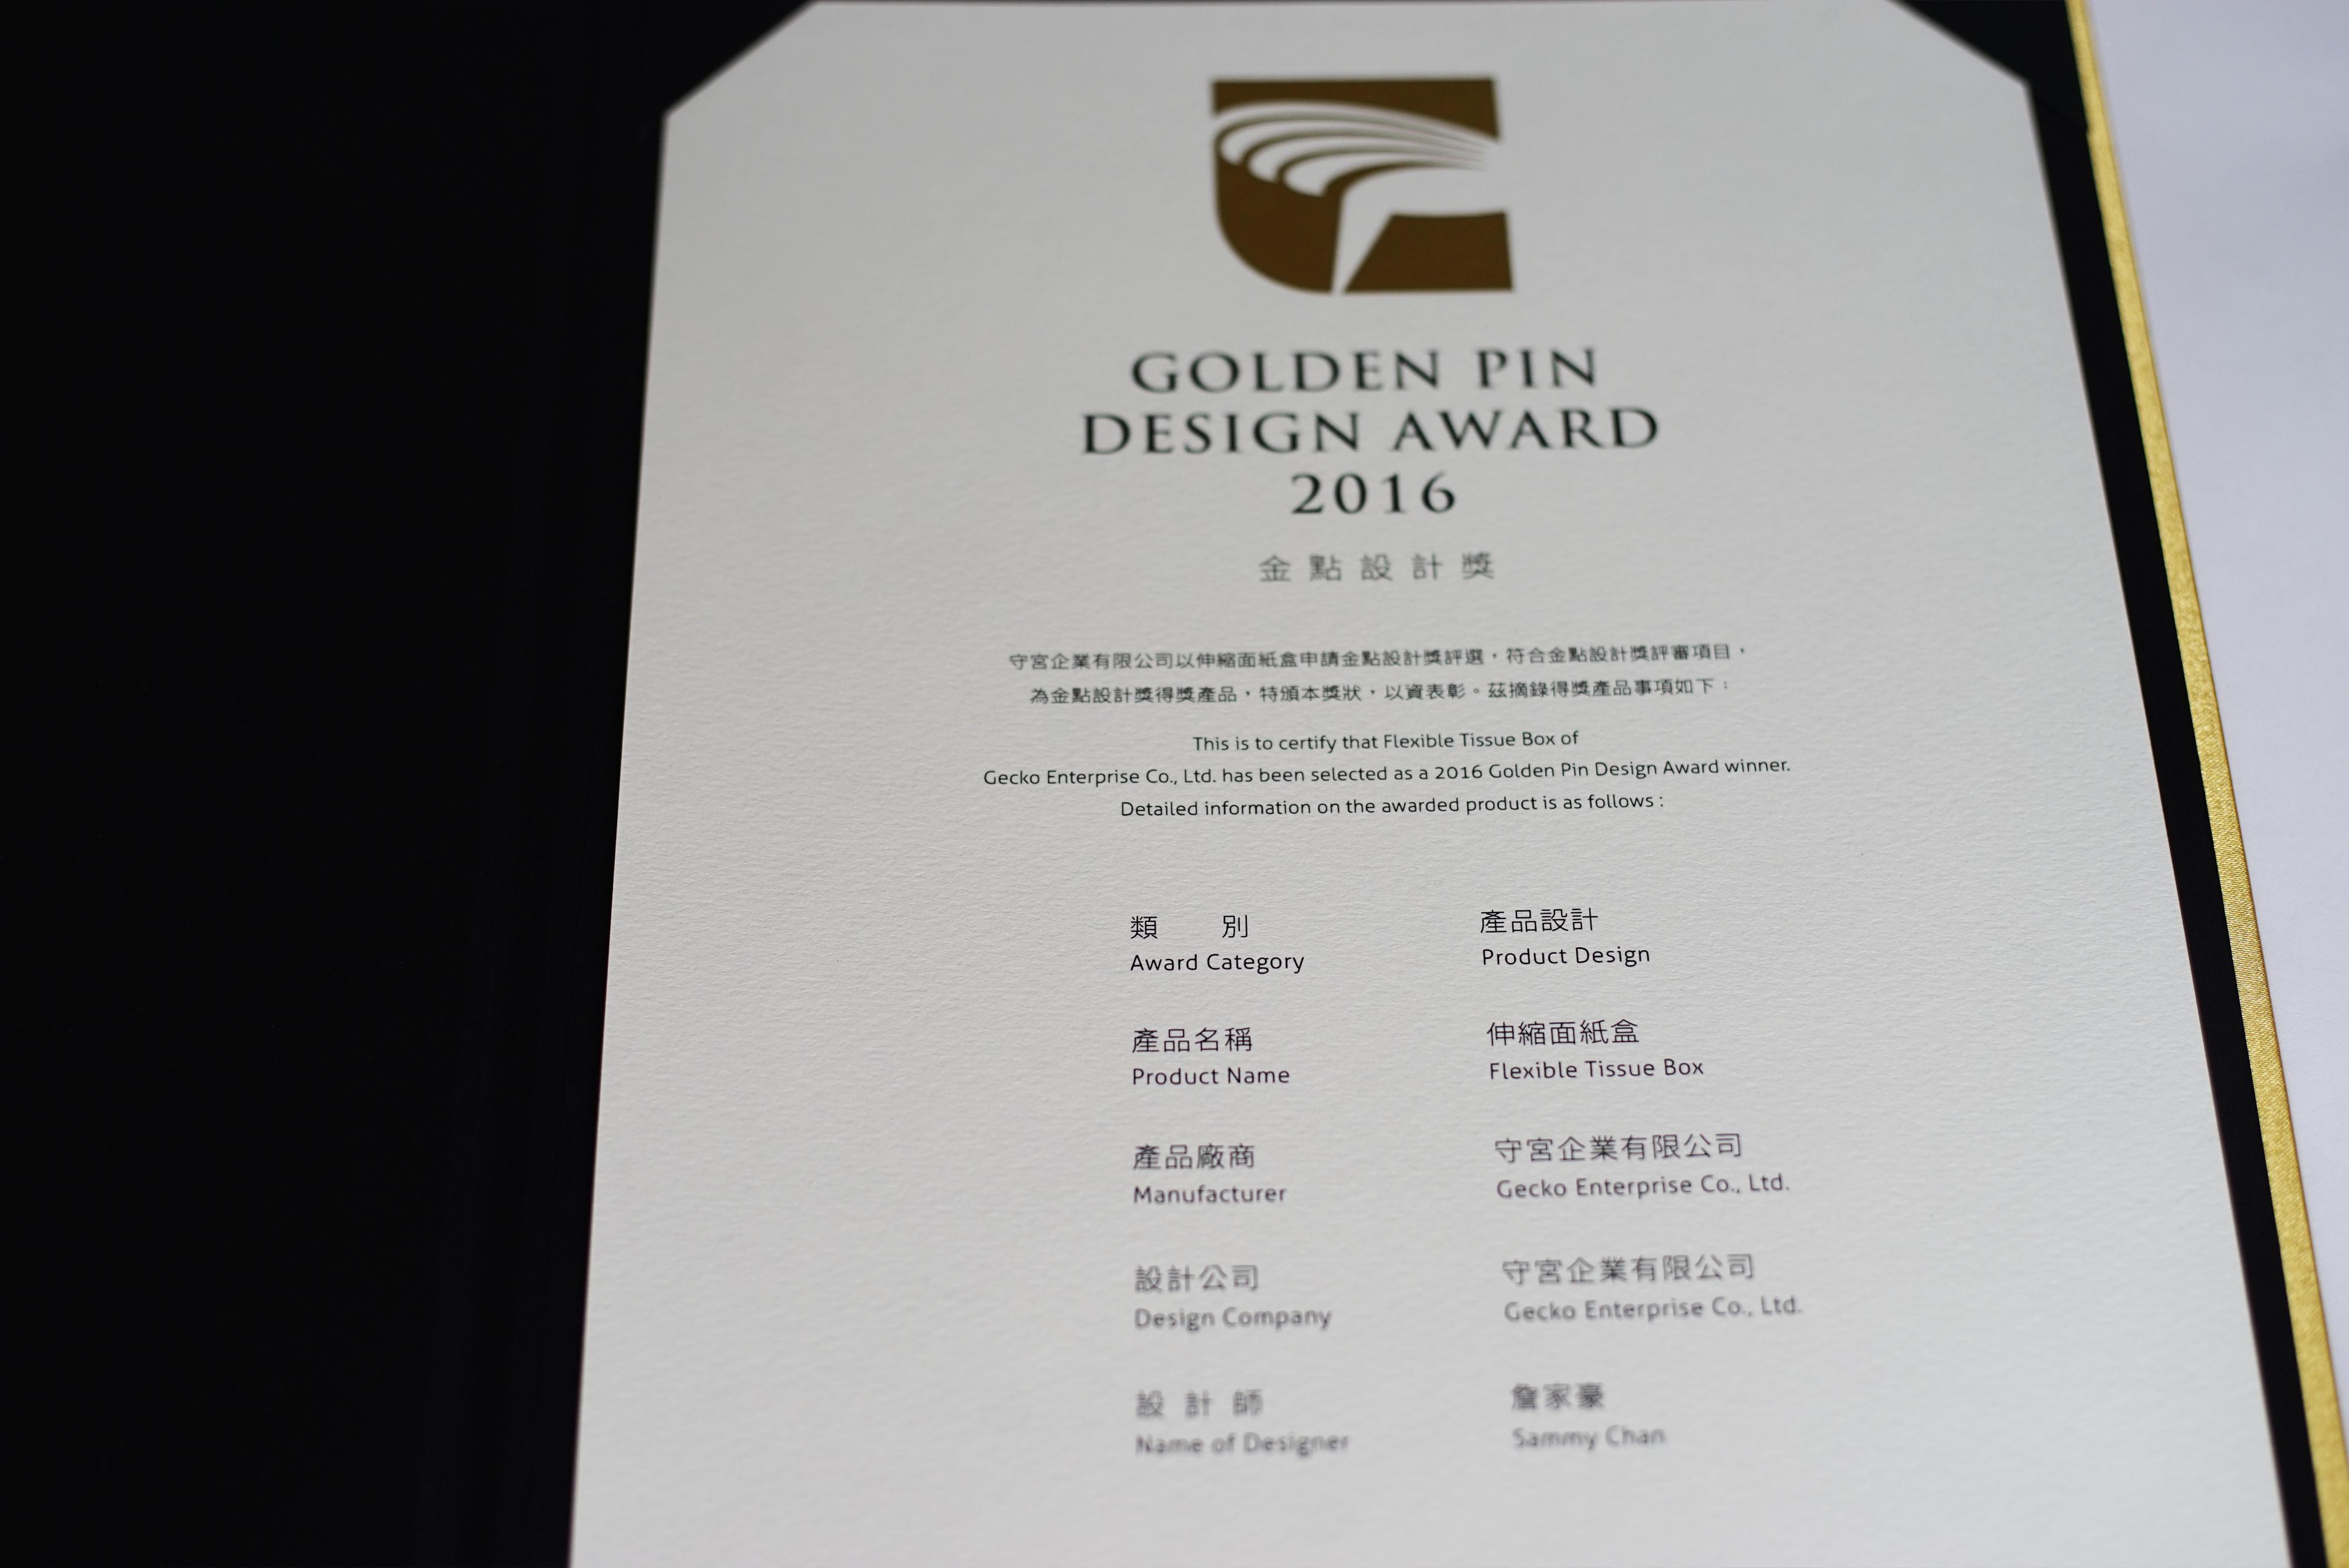 GOLDEN PIN
DESIGN AWARD
2016
金點設計獎
守宮企業有限公司以伸縮面紙盒申請金點設計獎評選，符合金點設計獎評審項目，
為金點設計獎得獎產品，特頒本獎狀，以資表彰。茲摘錄得獎產品事項如下：
This is to certify that Flexible Tissue Box of
Gecko Enterprise Co., Ltd. has been selected as a 2016 Golden Pin Design Award winner.
Detailed information on the awarded product is as follows :
類 別 產品設計
Award Category Product Design
產品名稱 伸縮面紙盒
Product Name Flexible Tissue Box
產品廠商 守宮企業有限公司
Manufacturer Gecko Enterprise Co., Ltd.
設計公司 守宮企業有限公司
Design Company Gecko Enterprise Co., Ltd.
設計師 詹家豪
Name of Designer Sammy Chan